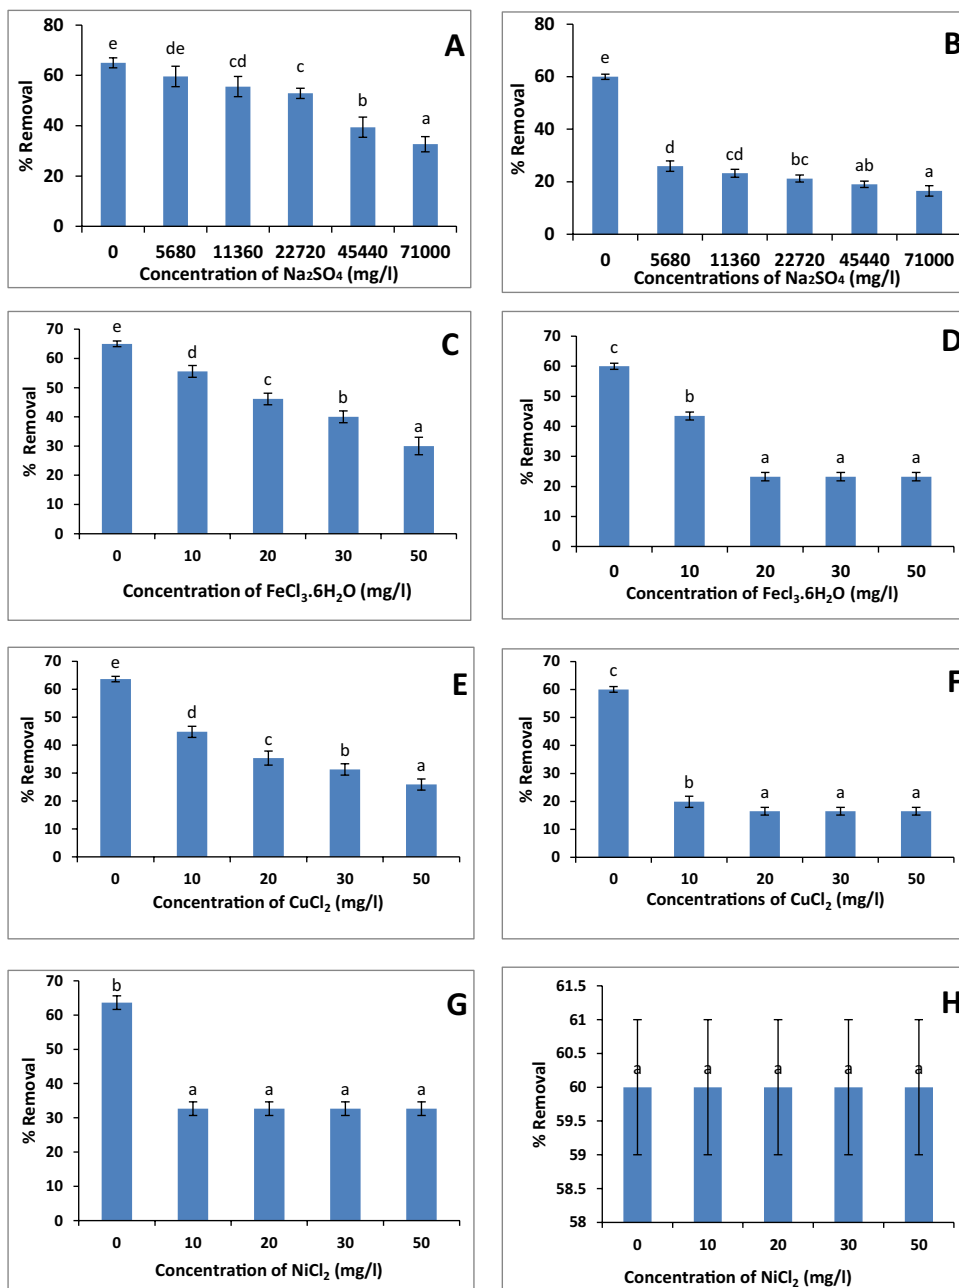 A
% Removal
80
60
40
20
0
e
de
cd
c
b
a
0 5680 11360 22720 45440 71000
Concentration of Na2SO4 (mg/l)
B
% Removal
80
60
40
20
0
e
d
cd
bc
ab
a
0 5680 11360 22720 45440 71000
Concentrations of Na2SO4 (mg/l)
C
% Removal
70
60
50
40
30
20
10
0
e
d
c
b
a
0 10 20 30 50
Concentration of FeCl3.6H2O (mg/l)
D
% Removal
70
60
50
40
30
20
10
0
c
b
a
a
a
0 10 20 30 50
Concentration of Fecl3.6H2O (mg/l)
E
% Removal
70
60
50
40
30
20
10
0
e
d
c
b
a
0 10 20 30 50
Concentration of CuCl2 (mg/l)
F
% Removal
70
60
50
40
30
20
10
0
c
b
a
a
a
0 10 20 30 50
Concentrations of CuCl2 (mg/l)
G
% Removal
70
60
50
40
30
20
10
0
b
a
a
a
a
0 10 20 30 50
Concentration of NiCl2 (mg/l)
H
% Removal
61.5
61
60.5
60
59.5
59
58.5
58
a
a
a
a
a
0 10 20 30 50
Concentration of NiCl2 (mg/l)